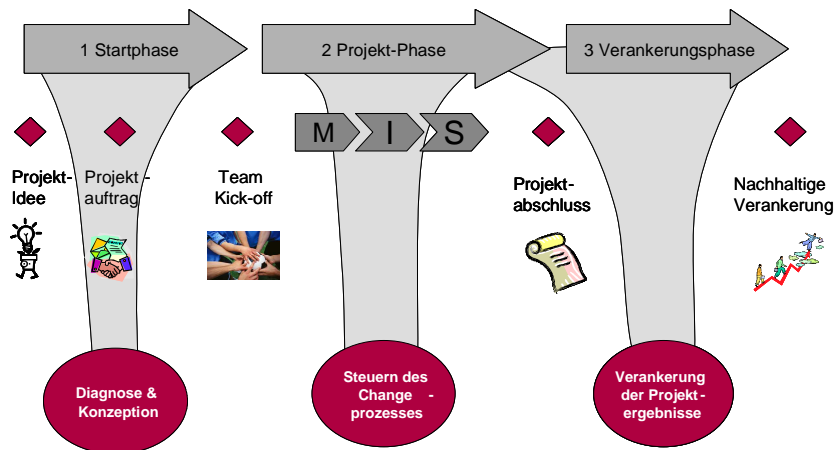 1 Startphase
2 Projekt-Phase
3 Verankerungsphase
M I S
Projekt-
Idee
Projekt -
auftrag
Team
Kick-off
Projekt-
abschluss
Nachhaltige
Verankerung
Diagnose &
Konzeption
Steuern des
Change -
prozesses
Verankerung
der Projekt -
ergebnisse